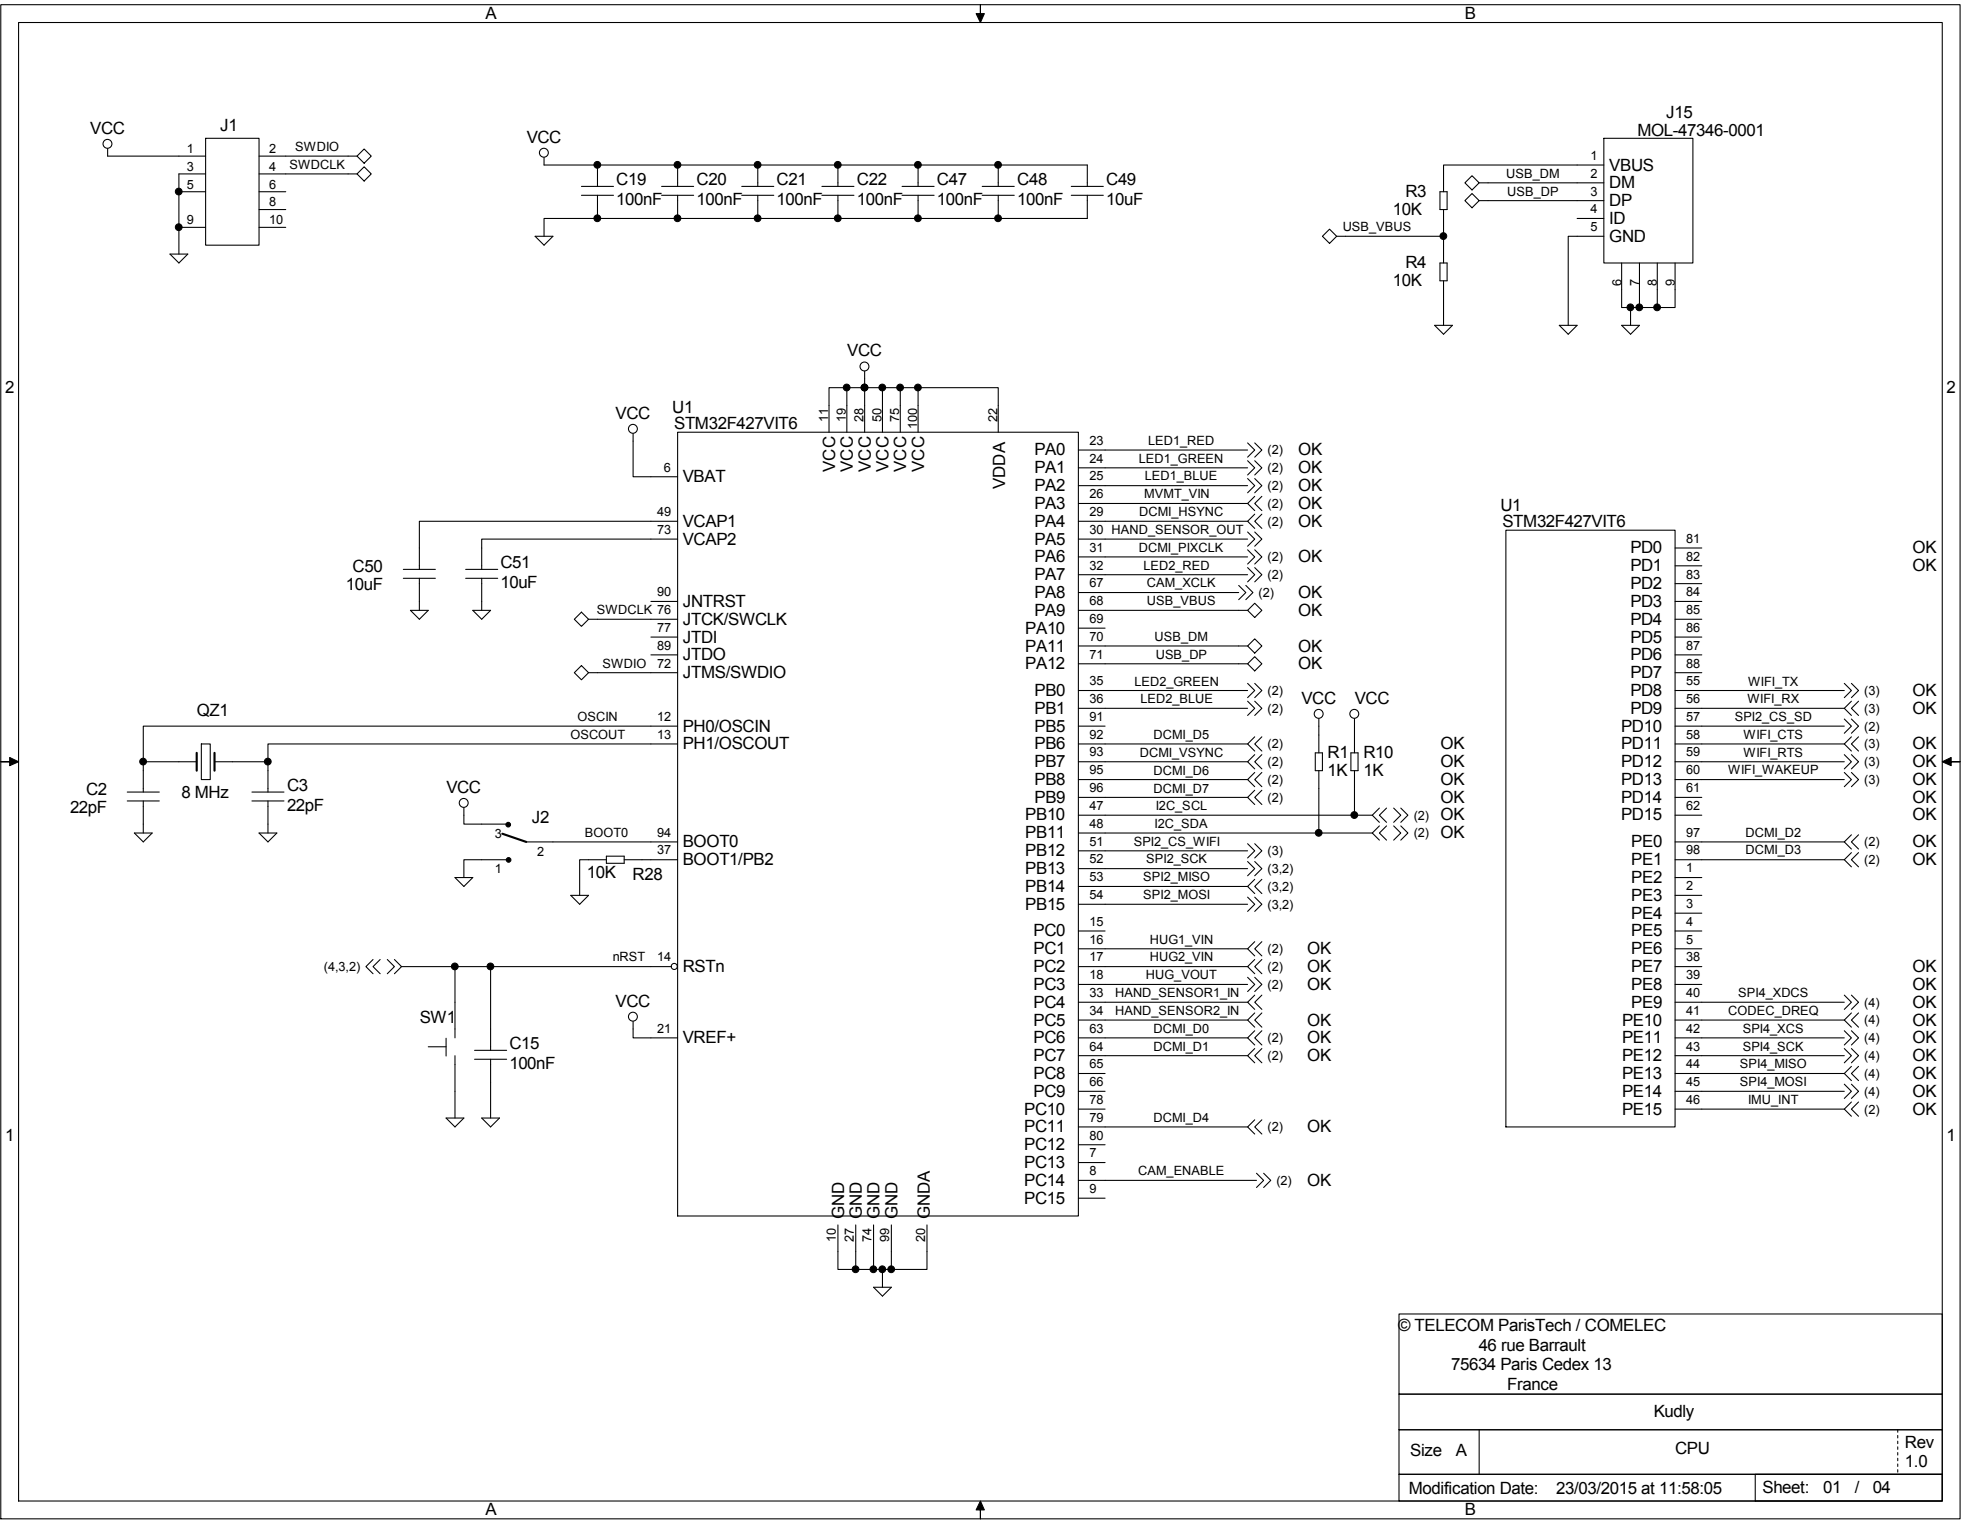 A
B
VCC
J1
1
2
SWDIO
3
4
SWDCLK
5
6
8
9
10
VCC
C19
100nF
C20
100nF
C21
100nF
C22
100nF
C47
100nF
C48
100nF
C49
10uF
J15
MOL-47346-0001
1
VBUS
USB_DM
2
DM
USB_DP
3
DP
4
ID
5
GND
R3
10K
USB_VBUS
R4
10K
6
7
8
9
2
2
VCC
U1
STM32F427VIT6
VCC
11
19
28
50
75
100
22
VCC
VCC
VCC
VCC
VCC
VCC
VDDA
6
VBAT
49
VCAP1
73
VCAP2
C50
10uF
C51
10uF
90
JNTRST
SWDCLK
76
JTCK/SWCLK
77
JTDI
89
JTDO
SWDIO
72
JTMS/SWDIO
QZ1
OSCIN
12
PH0/OSCIN
OSCOUT
13
PH1/OSCOUT
C2
22pF
8 MHz
C3
22pF
VCC
J2
3
2
1
BOOT0
94
BOOT0
37
BOOT1/PB2
10K
R28
(4,3,2)
nRST
14
RSTn
VCC
SW1
21
VREF+
C15
100nF
PA0 23 LED1_RED (2) OK
PA1 24 LED1_GREEN (2) OK
PA2 25 LED1_BLUE (2) OK
PA3 26 MVMT_VIN (2) OK
PA4 29 DCMI_HSYNC (2) OK
PA5 30 HAND_SENSOR_OUT
PA6 31 DCMI_PIXCLK (2) OK
PA7 32 LED2_RED (2)
PA8 67 CAM_XCLK (2) OK
PA9 68 USB_VBUS OK
PA10 69
PA11 70 USB_DM OK
PA12 71 USB_DP OK
PB0 35 LED2_GREEN (2)
PB1 36 LED2_BLUE (2)
VCC
VCC
PB5 91
PB6 92 DCMI_D5 (2) OK
PB7 93 DCMI_VSYNC (2) OK
R1
1K
R10
1K
PB8 95 DCMI_D6 (2) OK
PB9 96 DCMI_D7 (2) OK
PB10 47 I2C_SCL (2) OK
PB11 48 I2C_SDA (2) OK
PB12 51 SPI2_CS_WIFI (3)
PB13 52 SPI2_SCK (3,2)
PB14 53 SPI2_MISO (3,2)
PB15 54 SPI2_MOSI (3,2)
PC0 15
PC1 16 HUG1_VIN (2) OK
PC2 17 HUG2_VIN (2) OK
PC3 18 HUG_VOUT (2) OK
PC4 33 HAND_SENSOR1_IN
PC5 34 HAND_SENSOR2_IN OK
PC6 63 DCMI_D0 (2) OK
PC7 64 DCMI_D1 (2) OK
PC8 65
PC9 66
PC10 78
PC11 79 DCMI_D4 (2) OK
PC12 80
PC13 7
PC14 8 CAM_ENABLE (2) OK
PC15 9
GND
GND
GND
GND
GNDA
10
27
74
99
20
U1
STM32F427VIT6
PD0 81 OK
PD1 82 OK
PD2 83
PD3 84
PD4 85
PD5 86
PD6 87
PD7 88
PD8 55 WIFI_TX (3) OK
PD9 56 WIFI_RX (3) OK
PD10 57 SPI2_CS_SD (2)
PD11 58 WIFI_CTS (3) OK
PD12 59 WIFI_RTS (3) OK
PD13 60 WIFI_WAKEUP (3) OK
PD14 61 OK
PD15 62 OK
PE0 97 DCMI_D2 (2) OK
PE1 98 DCMI_D3 (2) OK
PE2 1
PE3 2
PE4 3
PE5 4
PE6 5
PE7 38 OK
PE8 39 OK
PE9 40 SPI4_XDCS (4) OK
PE10 41 CODEC_DREQ (4) OK
PE11 42 SPI4_XCS (4) OK
PE12 43 SPI4_SCK (4) OK
PE13 44 SPI4_MISO (4) OK
PE14 45 SPI4_MOSI (4) OK
PE15 46 IMU_INT (2) OK
1
1
© TELECOM ParisTech / COMELEC
46 rue Barrault
75634 Paris Cedex 13
France
Kudly
Size A
CPU
Rev
1.0
Modification Date: 23/03/2015 at 11:58:05
Sheet: 01 / 04
A
B